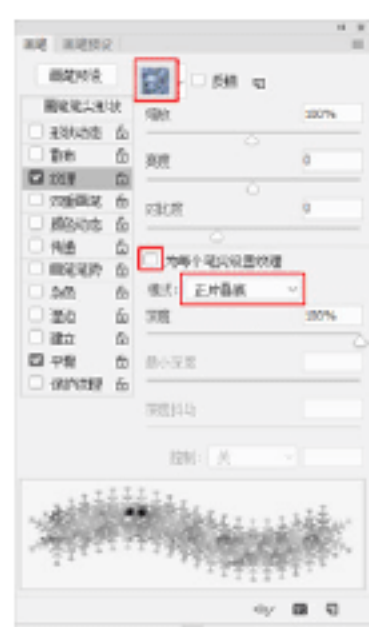 画笔 画笔预设
画笔预设
反相
画笔笔尖形状
缩放 100%
形状动态
散布
亮度 0
纹理
双重画笔
对比度 0
颜色动态
传递
为每个笔尖设置纹理
画笔笔势
杂色
模式: 正片叠底
湿边
深度 100%
建立
平滑
最小深度
保护纹理
深度抖动
控制: 关